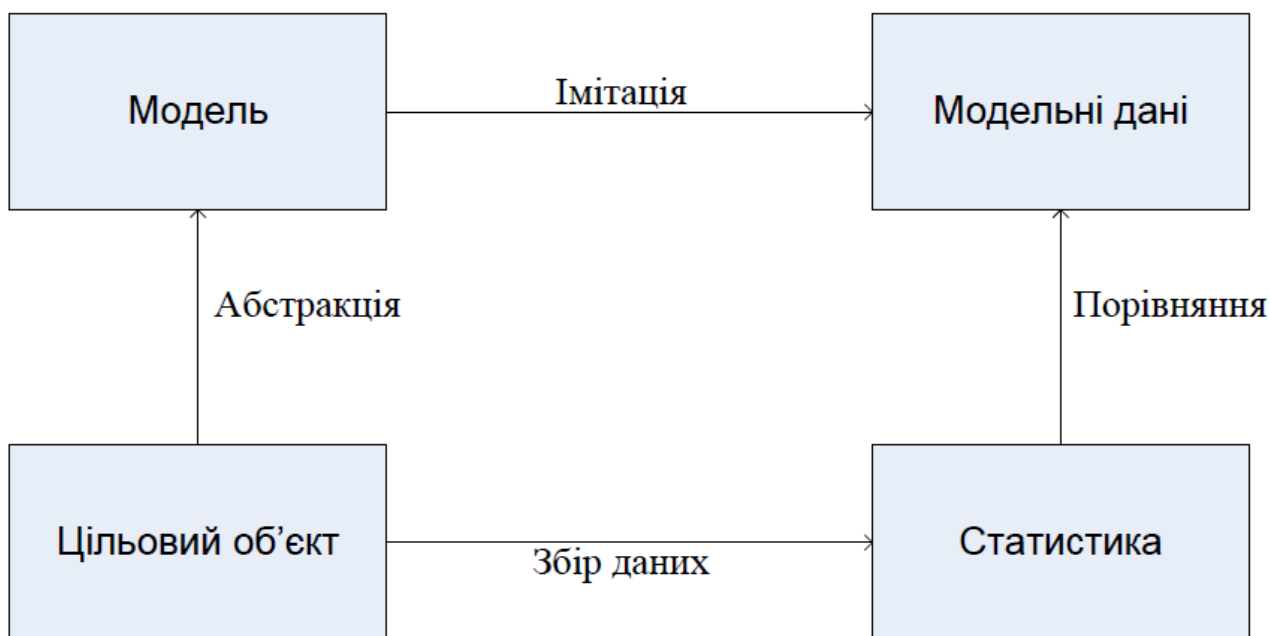 Модель
Імітація
Модельні дані
Абстракція
Порівняння
Цільовий об’єкт
Збір даних
Статистика